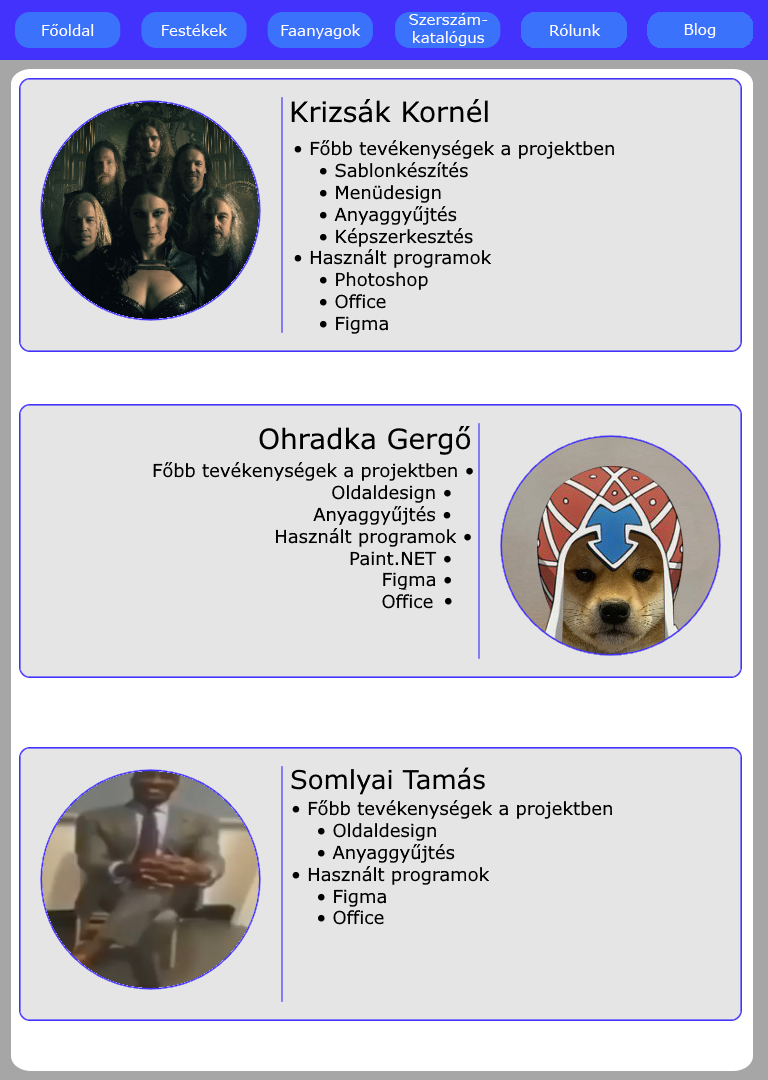 Főoldal
Festékek
Faanyagok
Szerszám-
katalógus
Rólunk
Blog
Krizsák Kornél
• Főbb tevékenységek a projektben
• Sablonkészítés
• Menüdesign
• Anyaggyűjtés
• Képszerkesztés
• Használt programok
• Photoshop
• Office
• Figma
Ohradka Gergő
Főbb tevékenységek a projektben •
Oldaldesign •
Anyaggyűjtés •
Használt programok •
Paint.NET •
Figma •
Office •
Somlyai Tamás
• Főbb tevékenységek a projektben
• Oldaldesign
• Anyaggyűjtés
• Használt programok
• Figma
• Office